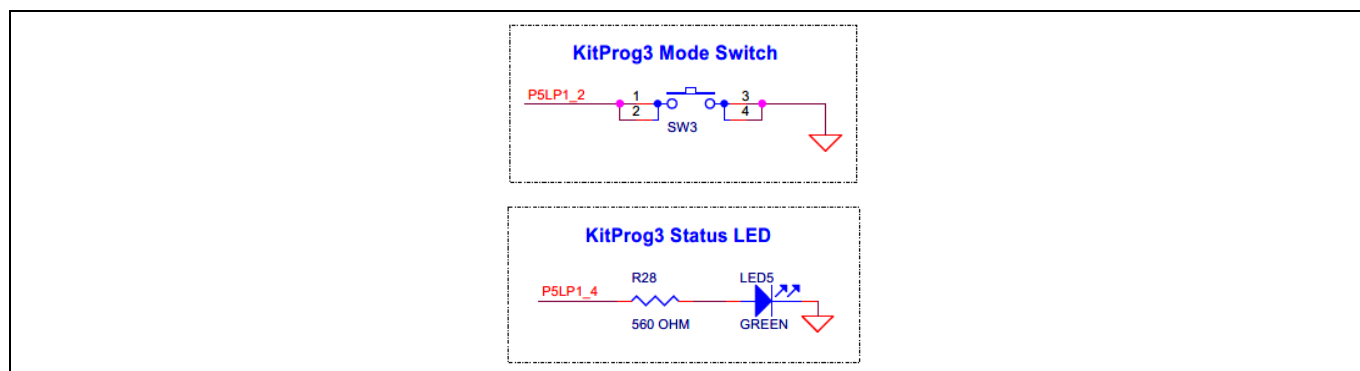 KitProg3 Mode Switch
P5LP1_2
1
3
2
4
SW3
KitProg3 Status LED
R28
LED5
P5LP1_4
560 OHM
GREEN